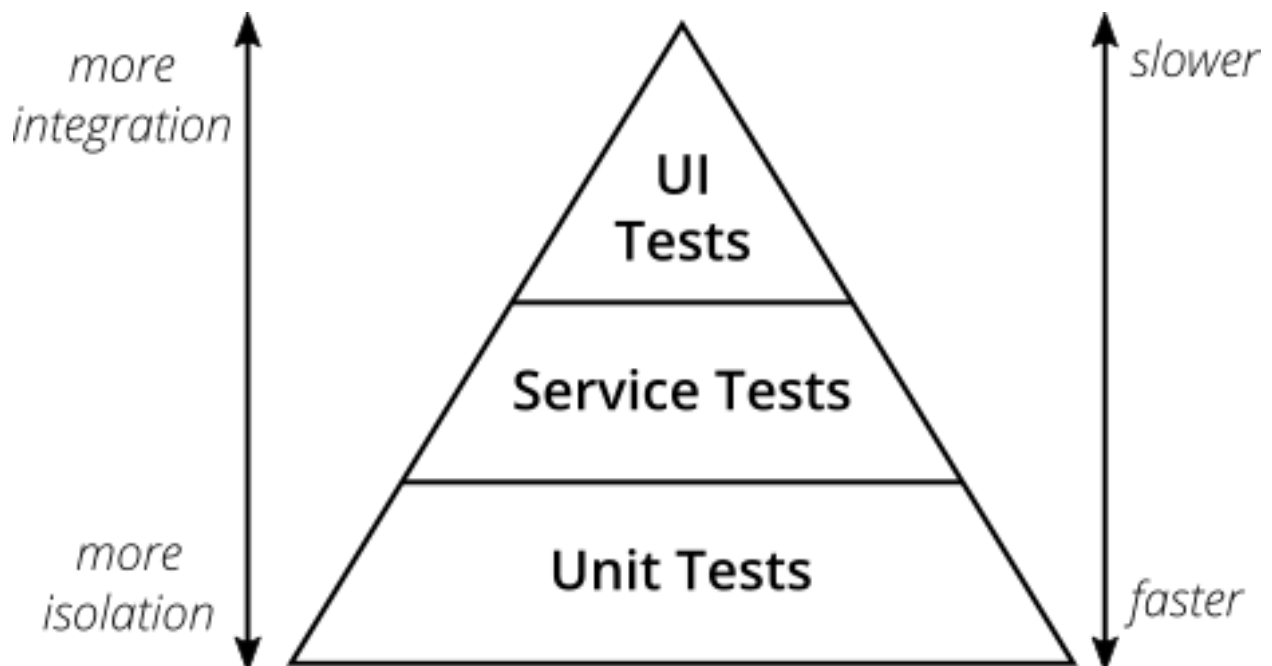 more
integration
slower
UI
Tests
Service Tests
Unit Tests
more
isolation
faster